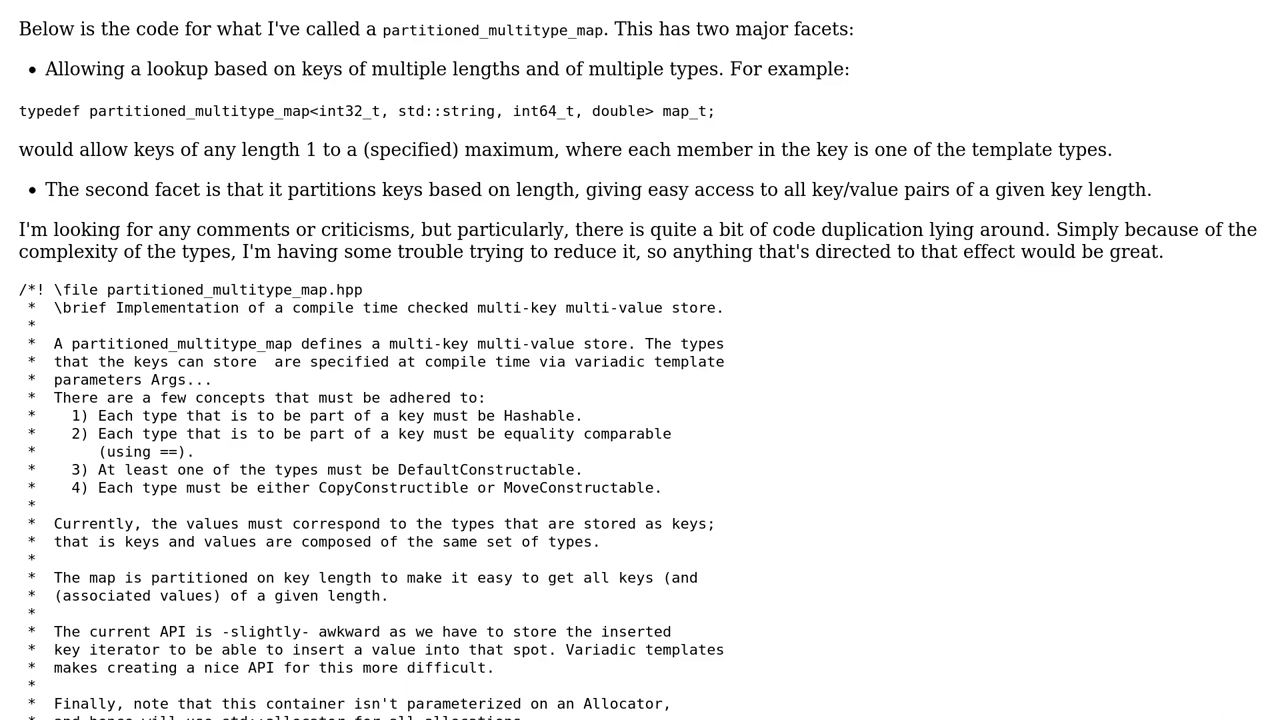 Below is the code for what I've called a partitioned_multitype_map. This has two major facets:
• Allowing a lookup based on keys of multiple lengths and of multiple types. For example:
typedef partitioned_multitype_map<int32_t, std::string, int64_t, double> map_t;
would allow keys of any length 1 to a (specified) maximum, where each member in the key is one of the template types.
• The second facet is that it partitions keys based on length, giving easy access to all key/value pairs of a given key length.
I'm looking for any comments or criticisms, but particularly, there is quite a bit of code duplication lying around. Simply because of the
complexity of the types, I'm having some trouble trying to reduce it, so anything that's directed to that effect would be great.
/*! \file partitioned_multitype_map.hpp
 *  \brief Implementation of a compile time checked multi-key multi-value store.
 *
 *  A partitioned_multitype_map defines a multi-key multi-value store. The types
 *  that the keys can store  are specified at compile time via variadic template
 *  parameters Args...
 *  There are a few concepts that must be adhered to:
 *    1) Each type that is to be part of a key must be Hashable.
 *    2) Each type that is to be part of a key must be equality comparable
 *       (using ==).
 *    3) At least one of the types must be DefaultConstructable.
 *    4) Each type must be either CopyConstructible or MoveConstructable.
 *
 *  Currently, the values must correspond to the types that are stored as keys;
 *  that is keys and values are composed of the same set of types.
 *
 *  The map is partitioned on key length to make it easy to get all keys (and
 *  (associated values) of a given length.
 *
 *  The current API is -slightly- awkward as we have to store the inserted
 *  key iterator to be able to insert a value into that spot. Variadic templates
 *  makes creating a nice API for this more difficult.
 *
 *  Finally, note that this container isn't parameterized on an Allocator,
 *  and hence will use std::allocator for all allocations.